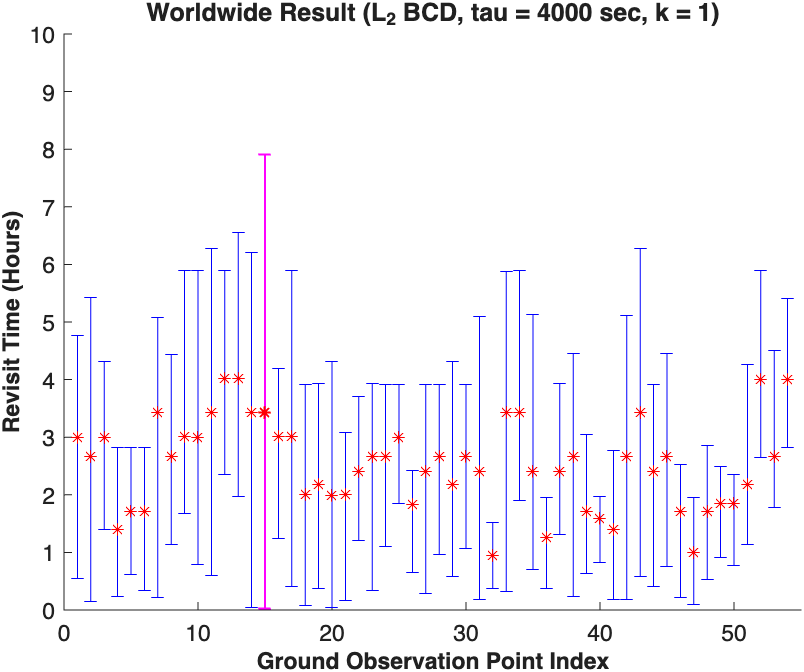 Worldwide Result (L₂ BCD, tau = 4000 sec, k = 1)
Revisit Time (Hours)
10
9
8
7
6
5
4
3
2
1
0
0 10 20 30 40 50
Ground Observation Point Index